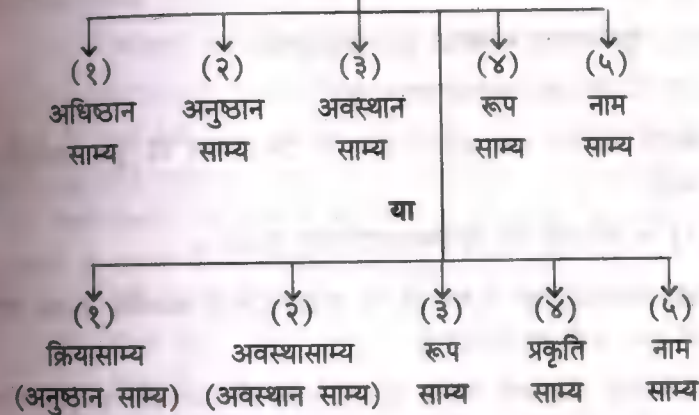 (१) (२) (३) (४) (५)
अधिष्ठान अनुष्ठान अवस्थान रूप नाम
साम्य साम्य साम्य साम्य साम्य
या
(१) (२) (३) (४) (५)
क्रियासाम्य अवस्थासाम्य रूप प्रकृति नाम
(अनुष्ठान साम्य) (अवस्थान साम्य) साम्य साम्य साम्य